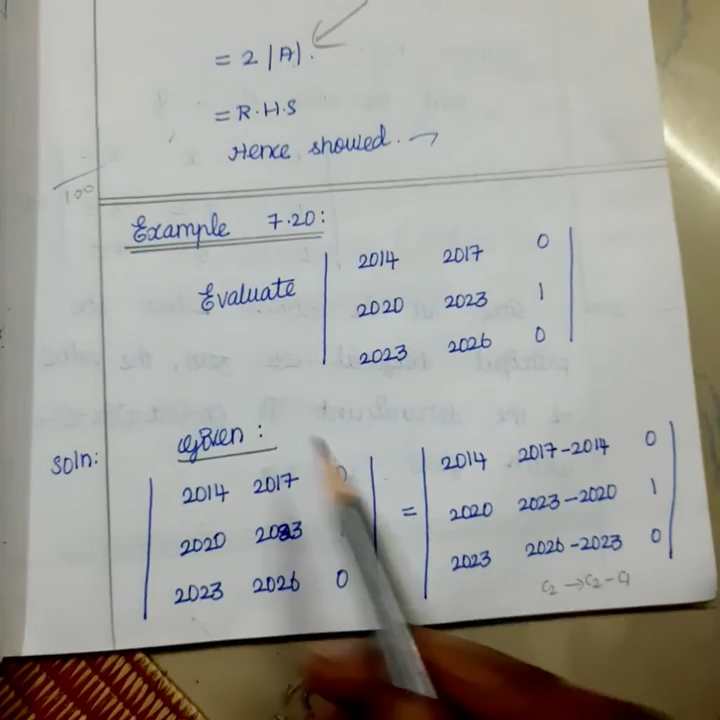 = 2 |A|.
= R.H.S
Hence showed.
100
Example 7.20:
Evaluate | 2014 2017 0 |
| 2020 2023 1 |
| 2023 2026 0 |
Soln: Given :
| 2014 2017 0 | = | 2014 2017-2014 0 |
| 2020 2023 | | 2020 2023-2020 1 |
| 2023 2026 0 | | 2023 2026-2023 0 |
C2 → C2 - C1